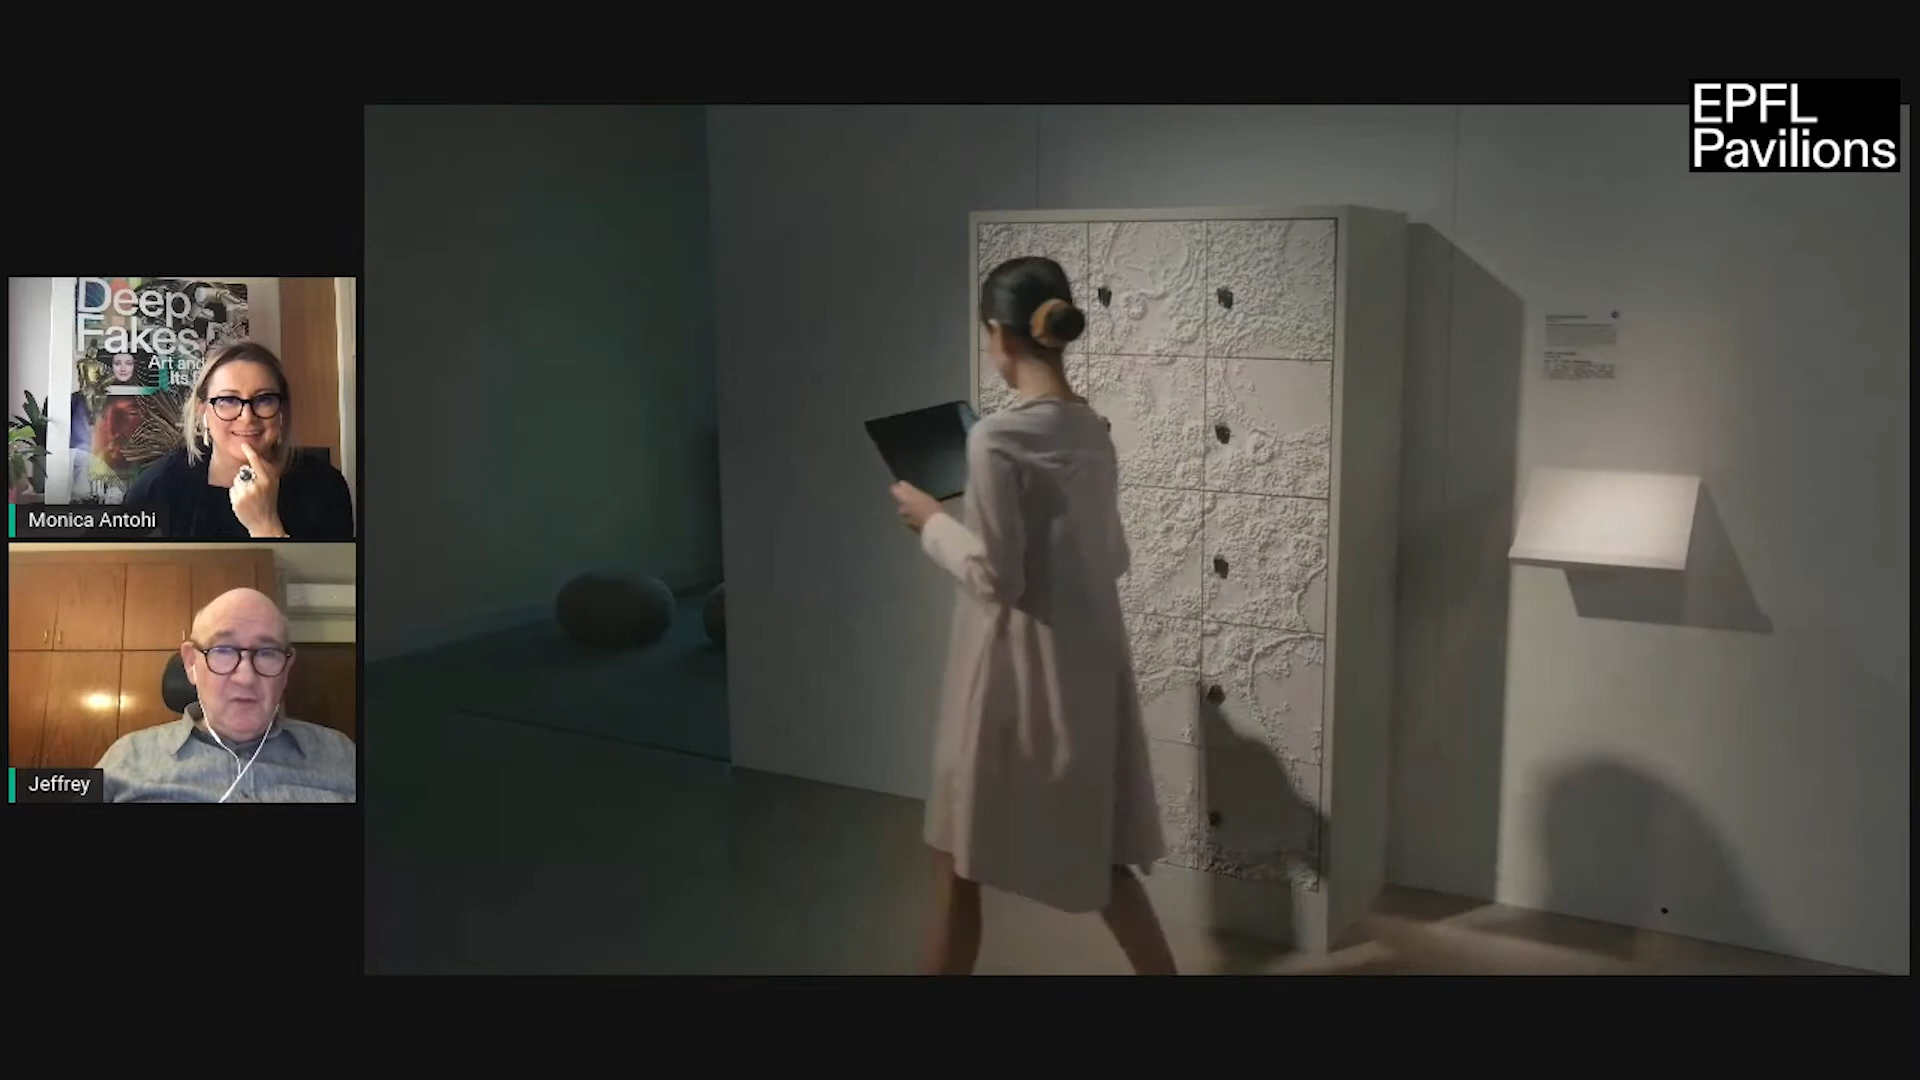 EPFL
Pavilions
Deep
Fakes
Art and
Its
Monica Antohi
Jeffrey